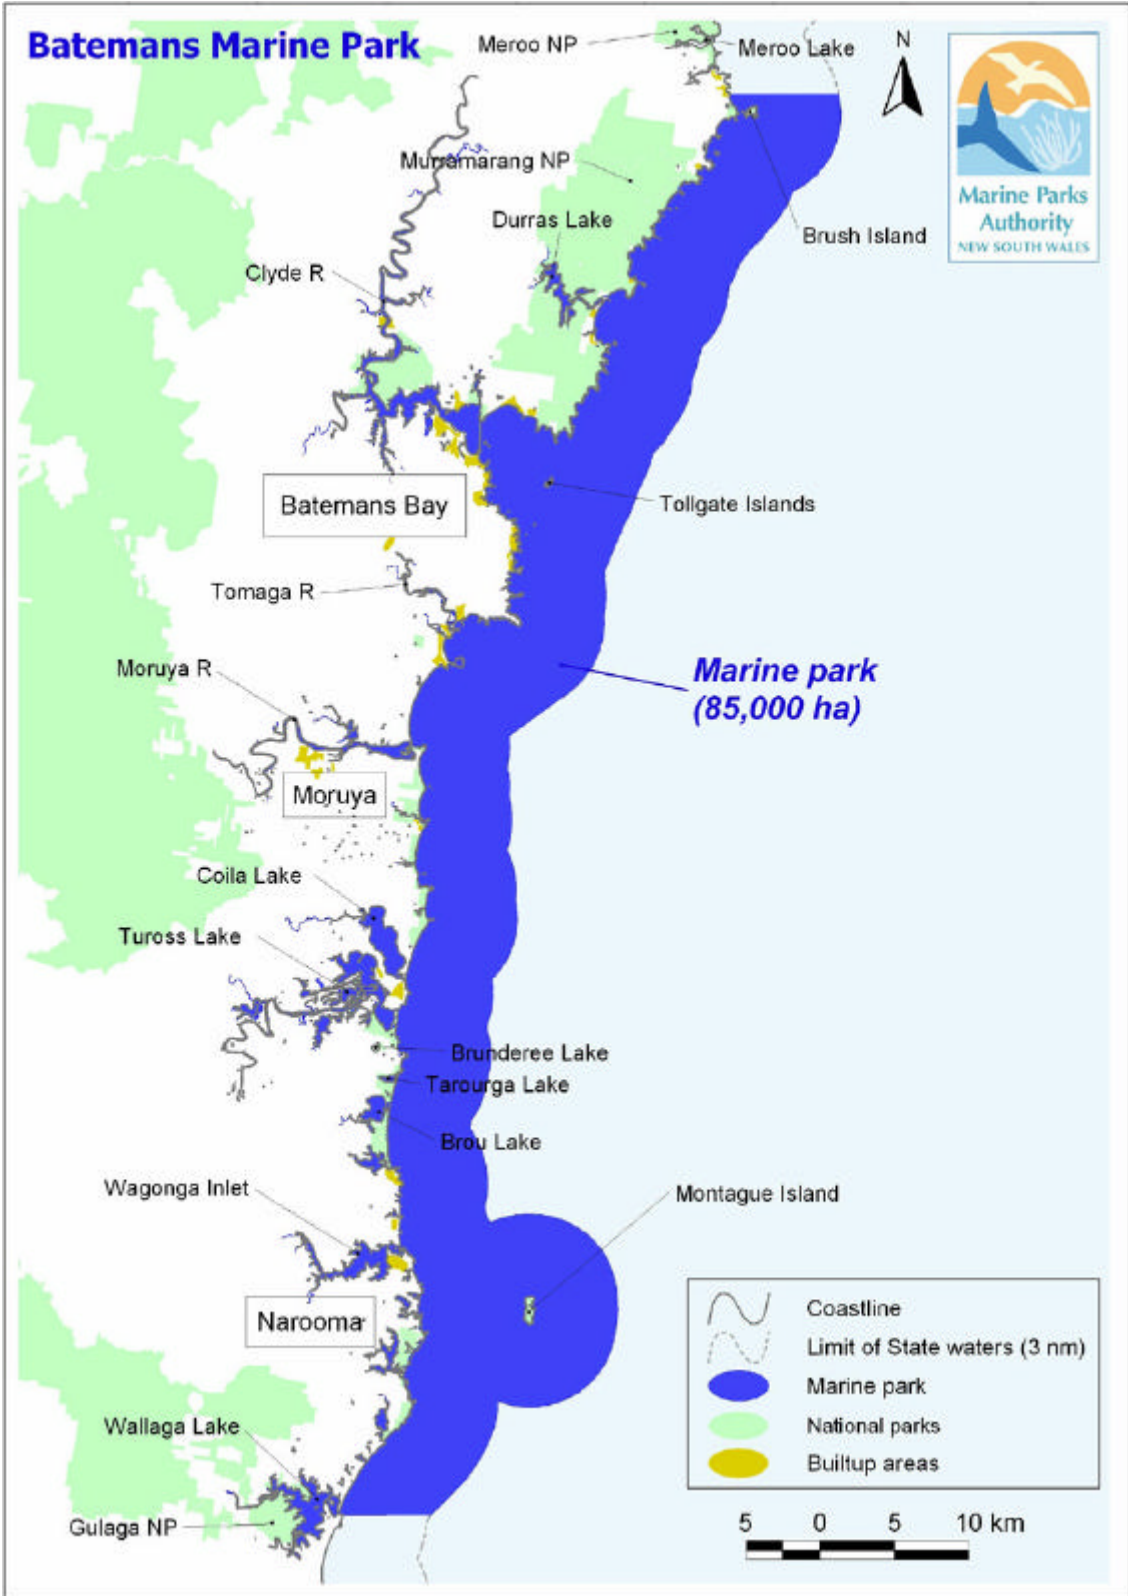 Batemans Marine Park
Meroo NP
Meroo Lake
N
Murramarang NP
Durras Lake
Marine Parks
Authority
NEW SOUTH WALES
Brush Island
Clyde R
Batemans Bay
Tollgate Islands
Tomaga R
Marine park
(85,000 ha)
Moruya R
Moruya
Coila Lake
Tuross Lake
Brunderee Lake
Tarourga Lake
Brou Lake
Wagonga Inlet
Montague Island
Narooma
Coastline
Limit of State waters (3 nm)
Marine park
National parks
Builtup areas
Wallaga Lake
Gulaga NP
5 0 5 10 km